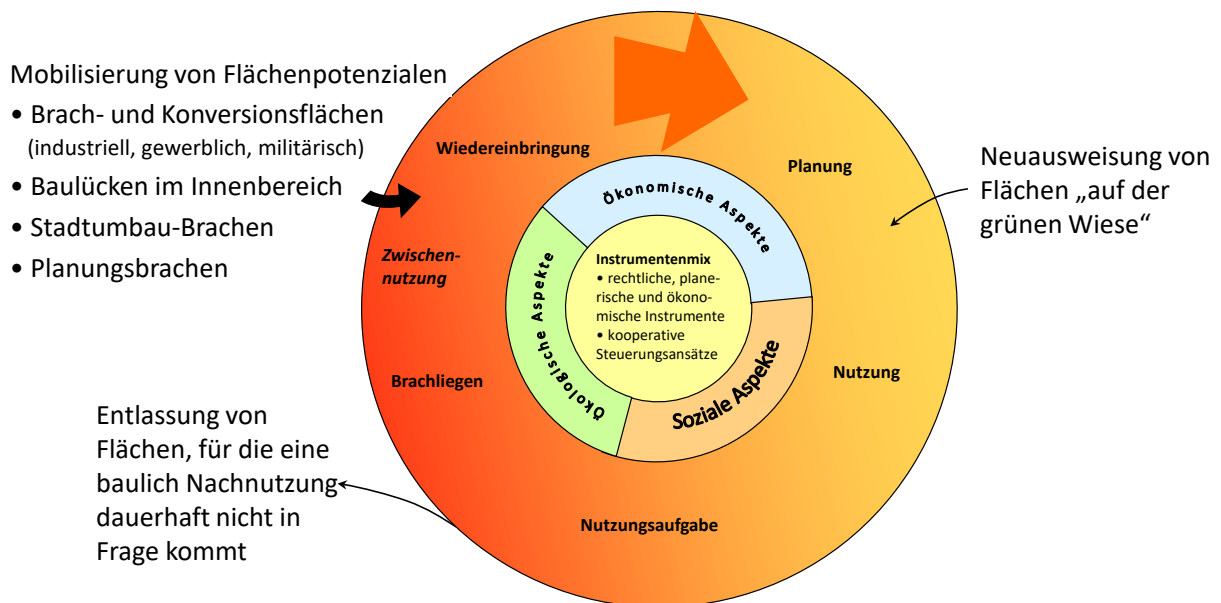 Mobilisierung von Flächenpotenzialen
• Brach- und Konversionsflächen
(industriell, gewerblich, militärisch)
• Baulücken im Innenbereich
• Stadtumbau-Brachen
• Planungsbrachen
Wiedereinbringung
Planung
Neuausweisung von
Flächen „auf der
grünen Wiese“
Zwischen-
nutzung
Ökonomische Aspekte
Ökologische Aspekte
Soziale Aspekte
Instrumentenmix
• rechtliche, plane-
rische und ökono-
mische Instrumente
• kooperative
Steuerungsansätze
Brachliegen
Nutzung
Entlassung von
Flächen, für die eine
baulich Nachnutzung
dauerhaft nicht in
Frage kommt
Nutzungsaufgabe